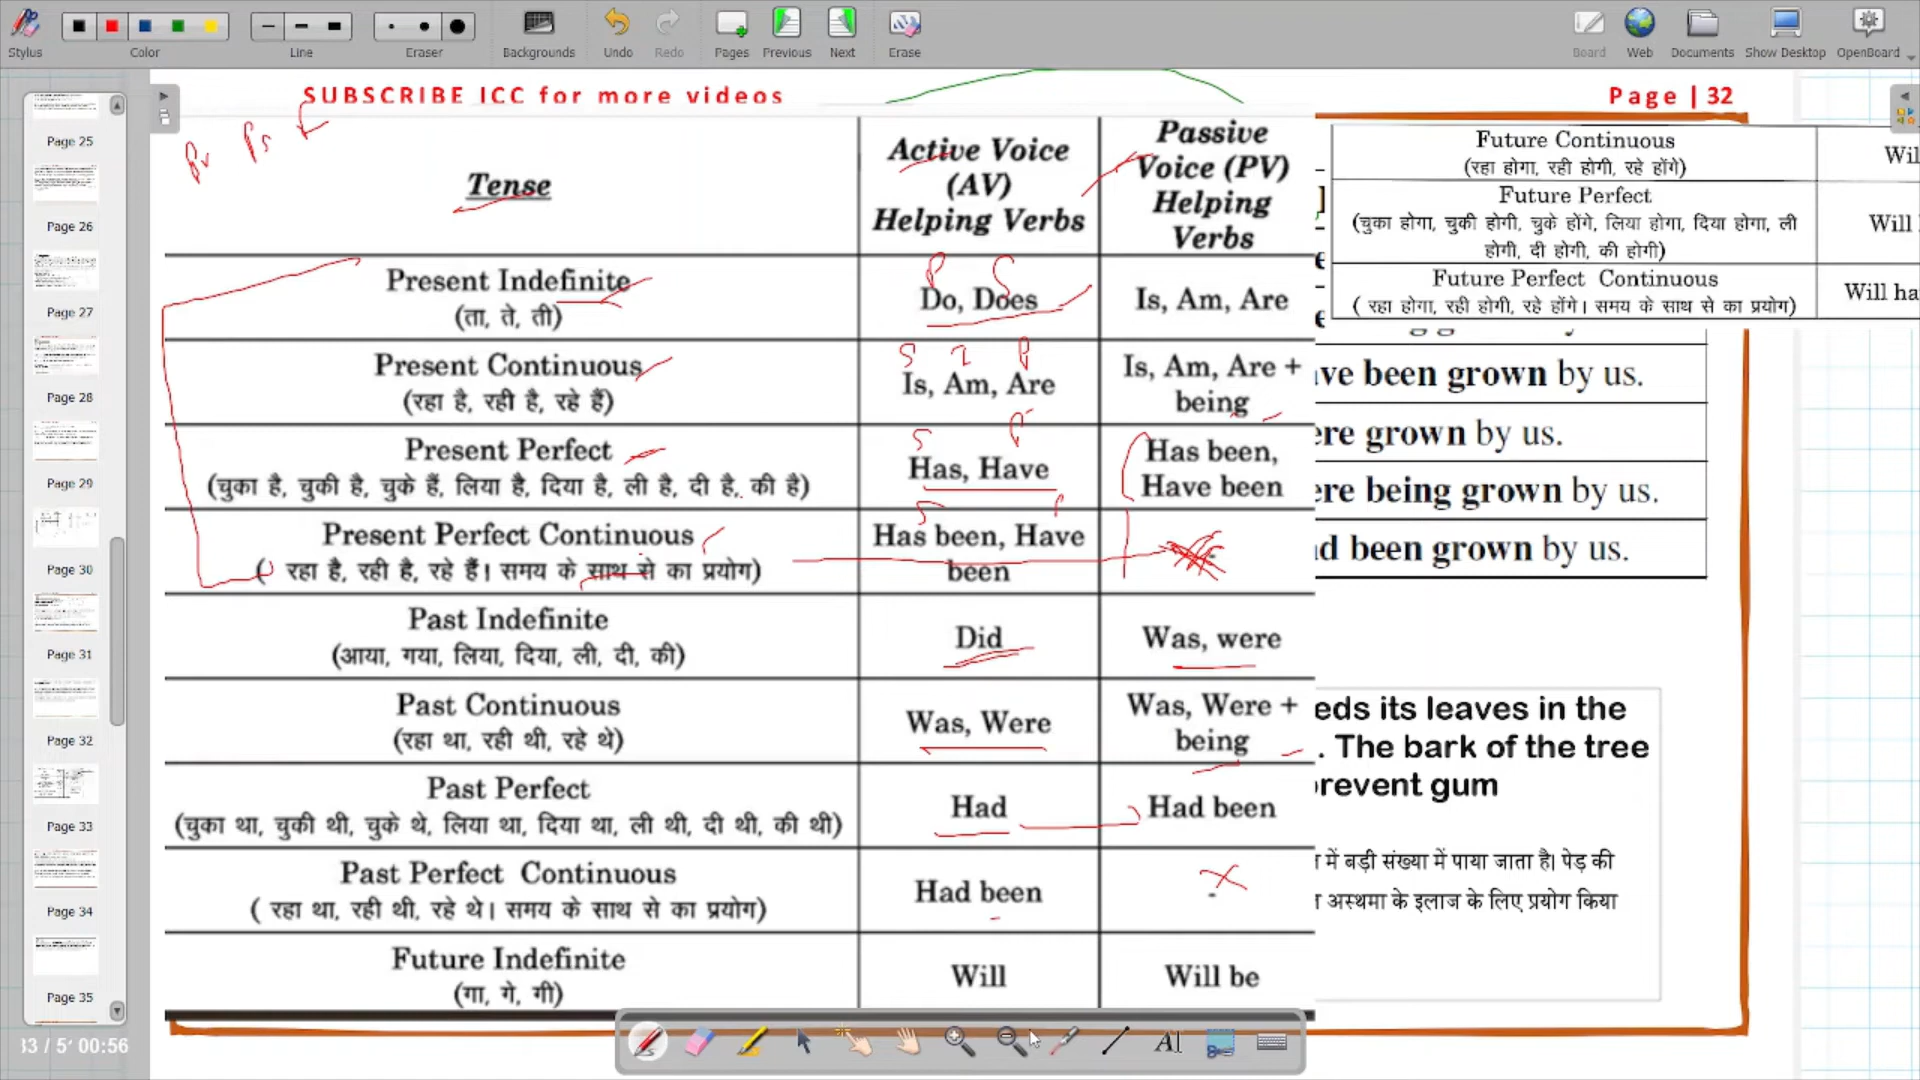 Stylus
Color
Line
Eraser
Backgrounds
Undo
Redo
Pages
Previous
Next
Erase
Board
Web
Documents
Show Desktop
OpenBoard
SUBSCRIBE ICC for more videos
Page | 32
Page 25
Page 26
Page 27
Page 28
Page 29
Page 30
Page 31
Page 32
Page 33
Page 34
Page 35
00:56
Tense
Active Voice
(AV)
Helping Verbs
Passive
Voice (PV)
Helping
Verbs
Present Indefinite
(ता, ते, ती)
Do, Does
Is, Am, Are
P S
Present Continuous
(रहा है, रही है, रहे हैं)
Is, Am, Are
Is, Am, Are +
being
S I P
Present Perfect
(चुका है, चुकी है, चुके हैं, लिया है, दिया है, ली है, दी है, की है)
Has, Have
Has been,
Have been
S P
Present Perfect Continuous
( रहा है, रही है, रहे हैं। समय के साथ से का प्रयोग)
Has been, Have
been
S P
Past Indefinite
(आया, गया, लिया, दिया, ली, दी, की)
Did
Was, were
Past Continuous
(रहा था, रही थी, रहे थे)
Was, Were
Was, Were +
being
Past Perfect
(चुका था, चुकी थी, चुके थे, लिया था, दिया था, ली थी, दी थी, की थी)
Had
Had been
Past Perfect Continuous
( रहा था, रही थी, रहे थे। समय के साथ से का प्रयोग)
Had been
-
Future Indefinite
(गा, गे, गी)
Will
Will be
Future Continuous
(रहा होगा, रही होगी, रहे होंगे)
Future Perfect
Will
(चुका होगा, चुकी होगी, चुके होंगे, लिया होगा, दिया होगा, ली
होगी, दी होगी, की होगी)
Future Perfect Continuous
( रहा होगा, रही होगी, रहे होंगे। समय के साथ से का प्रयोग)
Will ha
ve been grown by us.
ere grown by us.
ere being grown by us.
d been grown by us.
eds its leaves in the
. The bark of the tree
revent gum
में बड़ी संख्या में पाया जाता है। पेड़ की
अस्थमा के इलाज के लिए प्रयोग किया